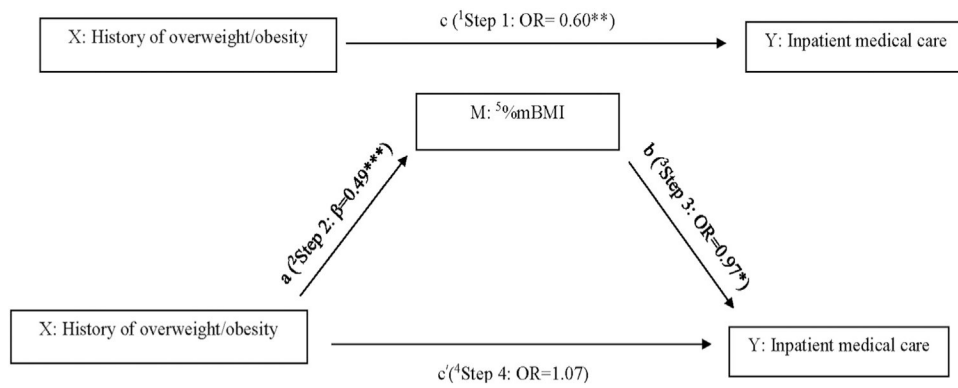 c (¹Step 1: OR= 0.60**)
X: History of overweight/obesity
Y: Inpatient medical care
M: ⁵%mBMI
a (²Step 2: β=0.49***)
b (³Step 3: OR=0.97*)
X: History of overweight/obesity
Y: Inpatient medical care
c'(⁴Step 4: OR=1.07)